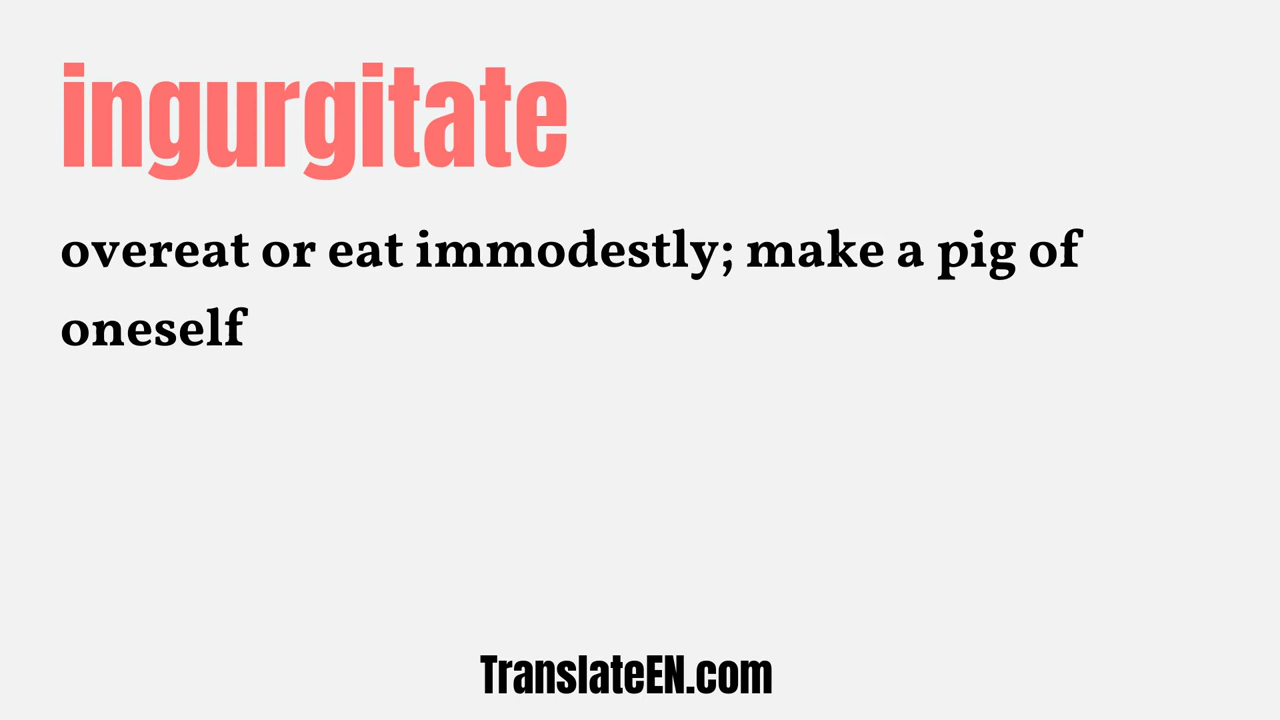 ingurgitate
overeat or eat immodestly; make a pig of
oneself
TranslateEN.com